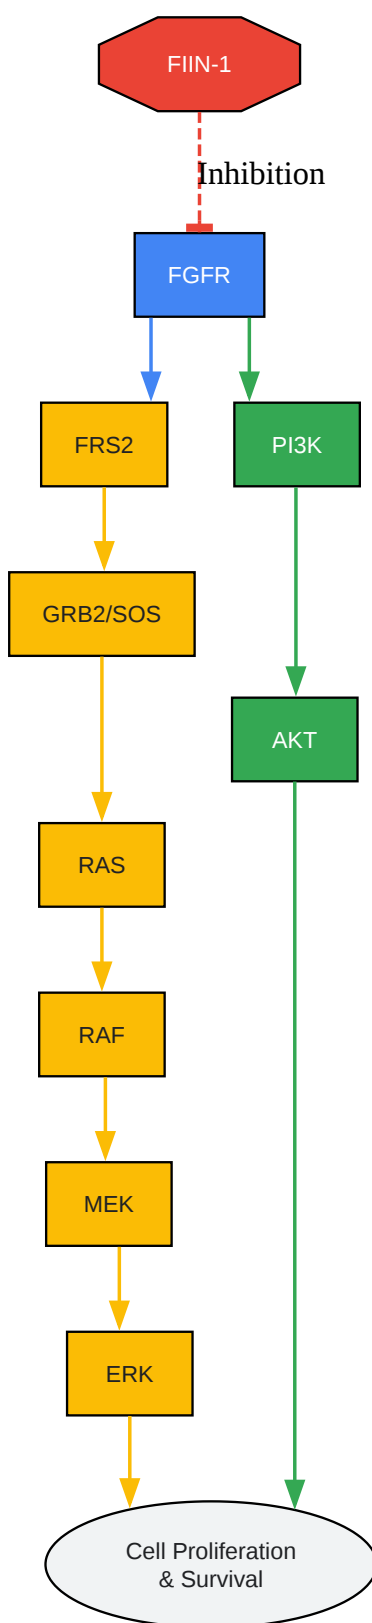 FIIN-1
Inhibition
FGFR
FRS2
PI3K
GRB2/SOS
AKT
RAS
RAF
MEK
ERK
Cell Proliferation
& Survival